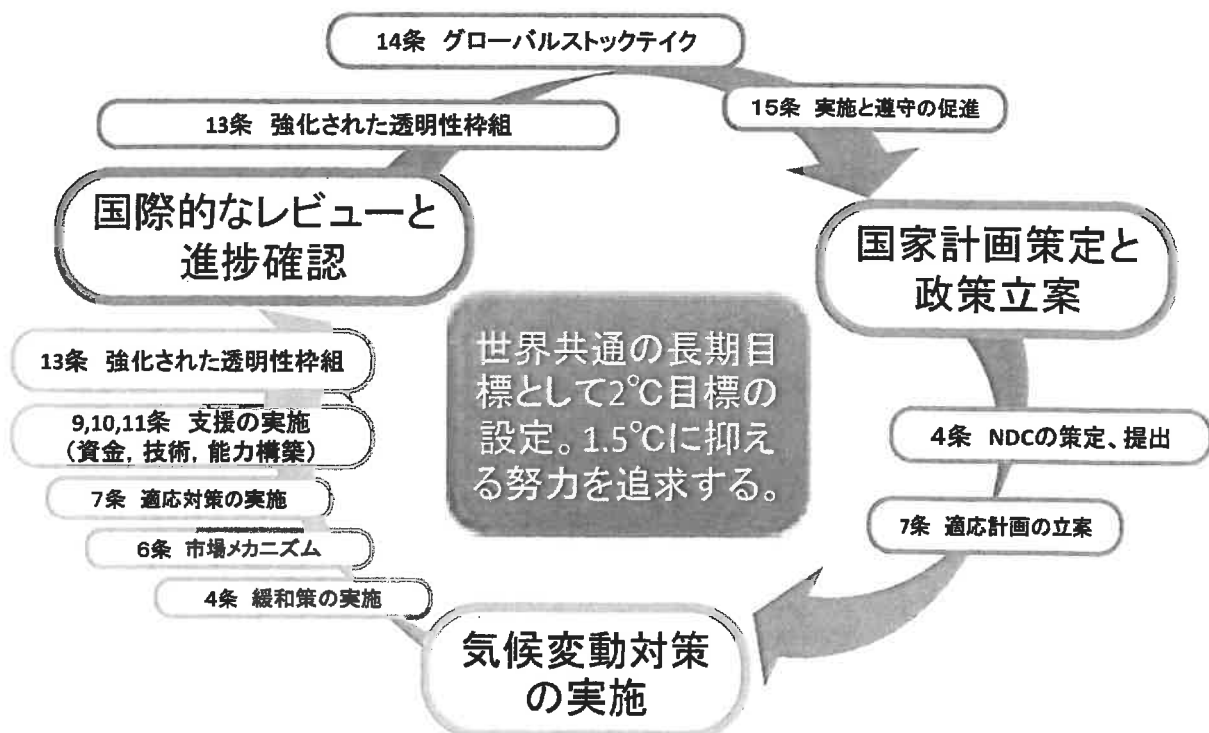 14条 グローバルストックテイク
13条 強化された透明性枠組
15条 実施と遵守の促進
国際的なレビューと
進捗確認
国家計画策定と
政策立案
世界共通の長期目
標として2℃目標の
設定。1.5℃に抑え
る努力を追求する。
13条 強化された透明性枠組
9,10,11条 支援の実施
（資金，技術，能力構築）
7条 適応対策の実施
6条 市場メカニズム
4条 緩和策の実施
4条 NDCの策定、提出
7条 適応計画の立案
気候変動対策
の実施